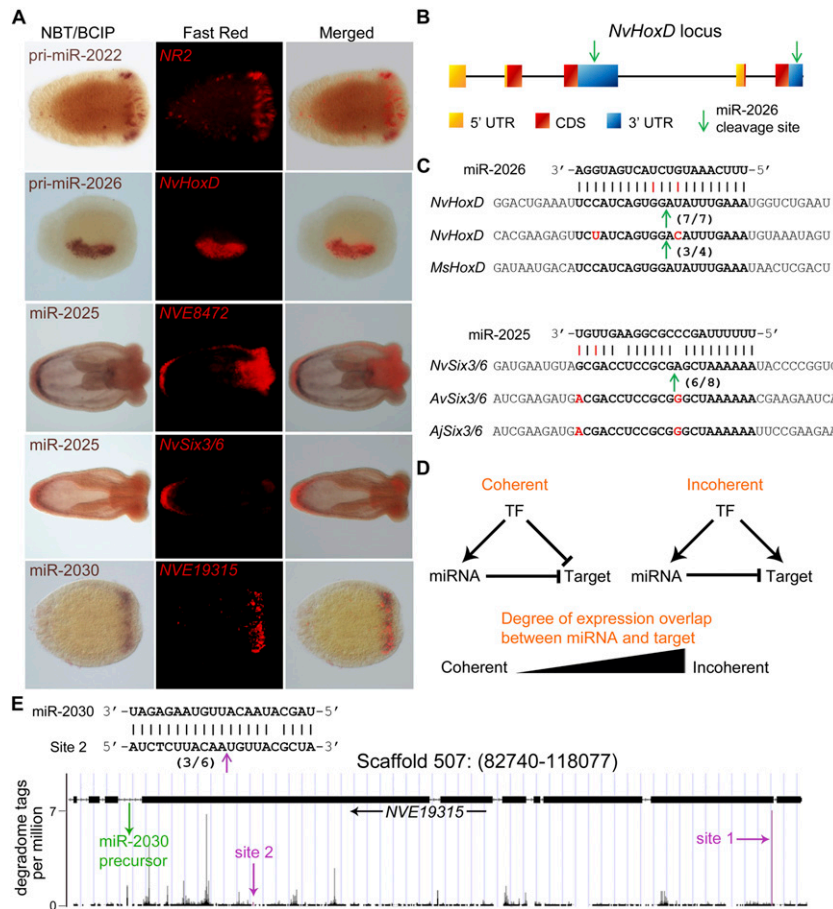 A
NBT/BCIP Fast Red Merged
pri-miR-2022 NR2
pri-miR-2026 NvHoxD
miR-2025 NVE8472
miR-2025 NvSix3/6
miR-2030 NVE19315
B
NvHoxD locus
5' UTR CDS 3' UTR miR-2026 cleavage site
C
miR-2026 3'-AGGUAGUCAUCUGUAAACUUU-5'
NvHoxD GGACUGAAAUUCCAUCAGUGGAUAUUUGAAAUGGUCUGAAU
(7/7)
NvHoxD CACGAAGAGUUCUAUCAGUGGACAUUUGAAAUGUAAAUAGU
(3/4)
MsHoxD GAUAAUGACAUCCAUCAGUGGAUAUUUGAAAUAACUCGACU
miR-2025 3'-UGUUGAAGGCGCCCGAUUUUUU-5'
NvSix3/6 GAUGAAUGUAGCGACCUCCGCGAGCUAAAAAAUACCCCGGUG
(6/8)
AvSix3/6 AUCGAAGAUGACGACCUCCGCGGGCUAAAAAACGAAGAAUCA
AjSix3/6 AUCGAAGAUGACGACCUCCGCGGGCUAAAAAAUUCCGAAGAA
D
Coherent Incoherent
TF TF
miRNA Target miRNA Target
Degree of expression overlap
between miRNA and target
Coherent Incoherent
E
miR-2030 3'-UAGAGAAUGUUACAAUACGAU-5'
Site 2 5'-AUCUCUUACAAUGUUACGCUA-3'
(3/6)
Scaffold 507: (82740-118077)
degradome tags
per million
7
0
NVE19315
miR-2030
precursor
site 2
site 1